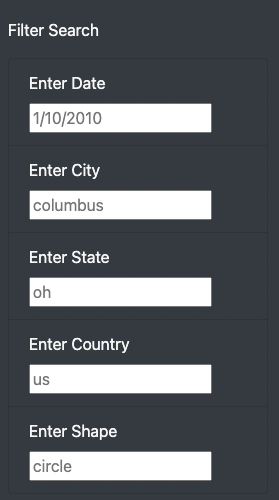 Filter Search
Enter Date
1/10/2010
Enter City
columbus
Enter State
oh
Enter Country
us
Enter Shape
circle